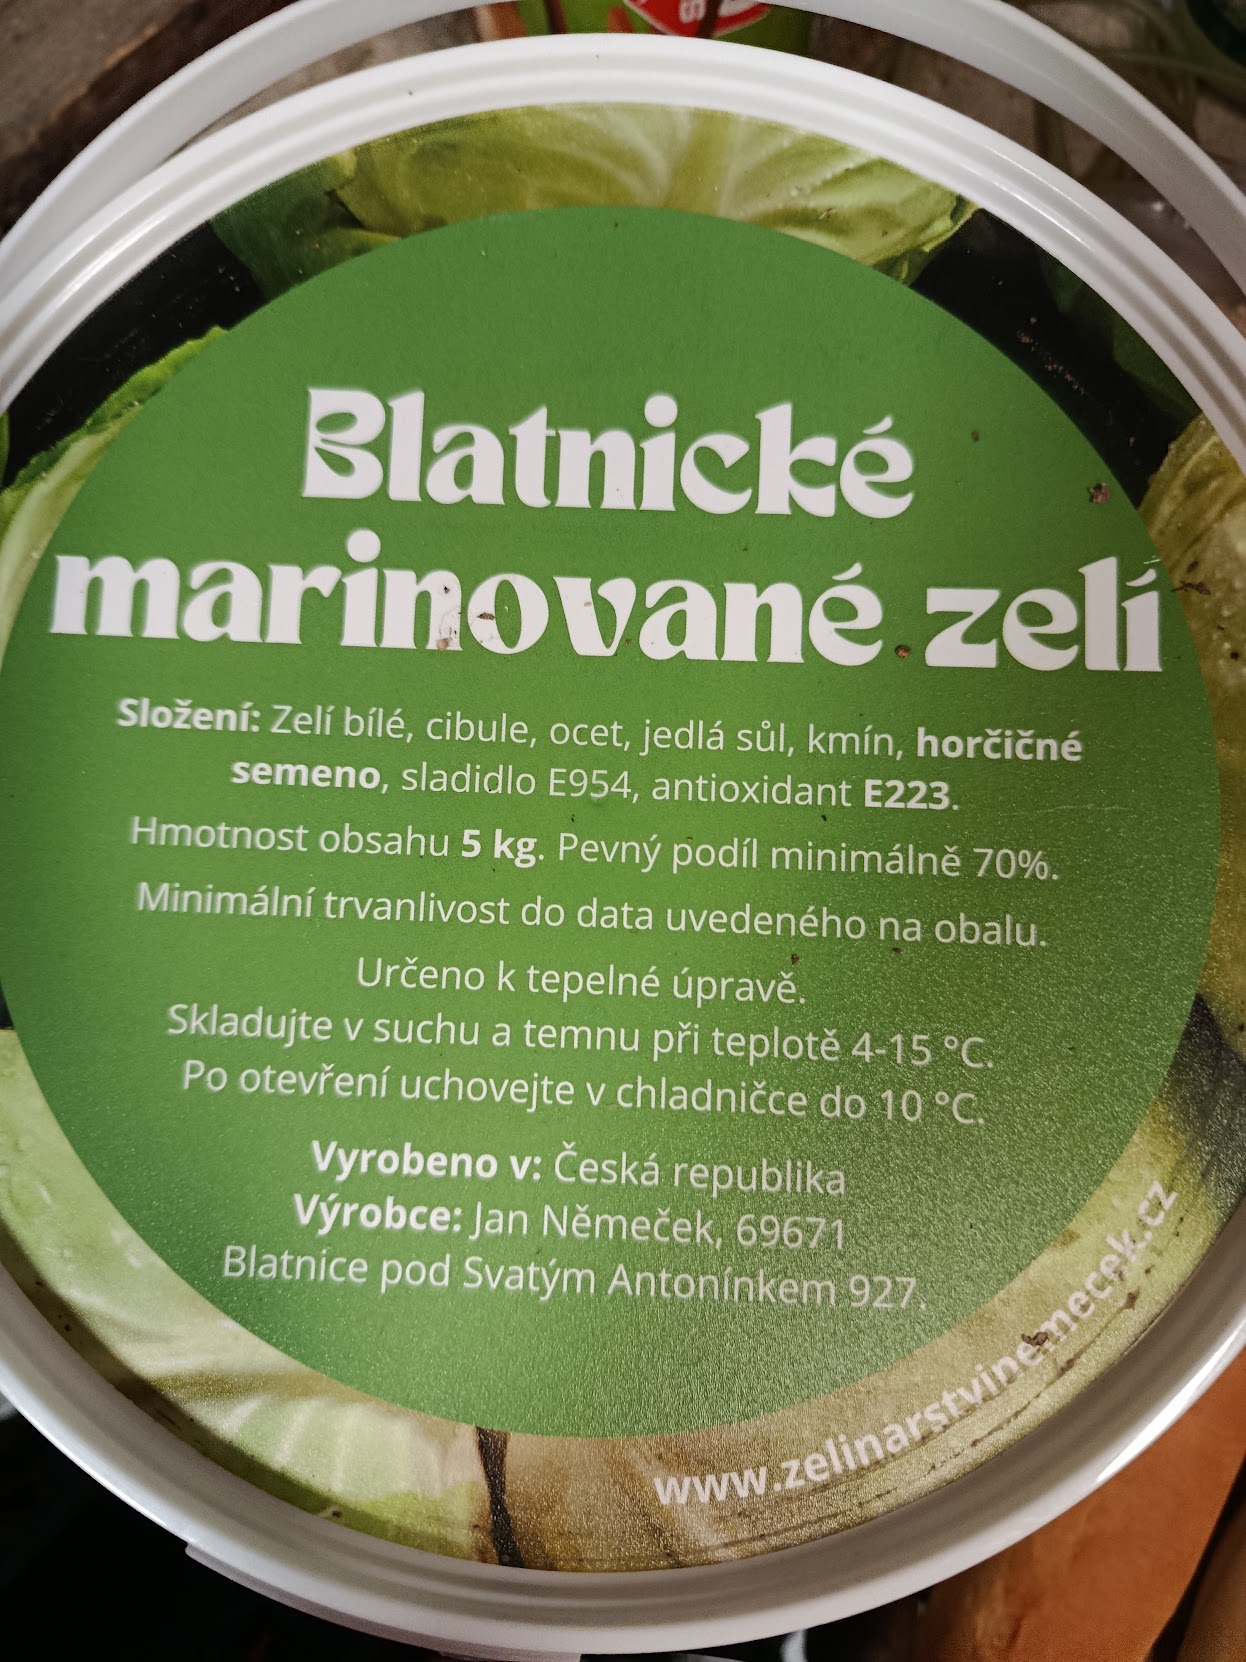 Blatnické
marinované zelí
Složení: Zelí bílé, cibule, ocet, jedlá sůl, kmín, horčičné
semeno, sladidlo E954, antioxidant E223.
Hmotnost obsahu 5 kg. Pevný podíl minimálně 70%.
Minimální trvanlivost do data uvedeného na obalu.
Určeno k tepelné úpravě.
Skladujte v suchu a temnu při teplotě 4-15 °C.
Po otevření uchovejte v chladničce do 10 °C.
Vyrobeno v: Česká republika
Výrobce: Jan Němeček, 69671
Blatnice pod Svatým Antonínkem 927.
www.zelinarstvinemecek.cz